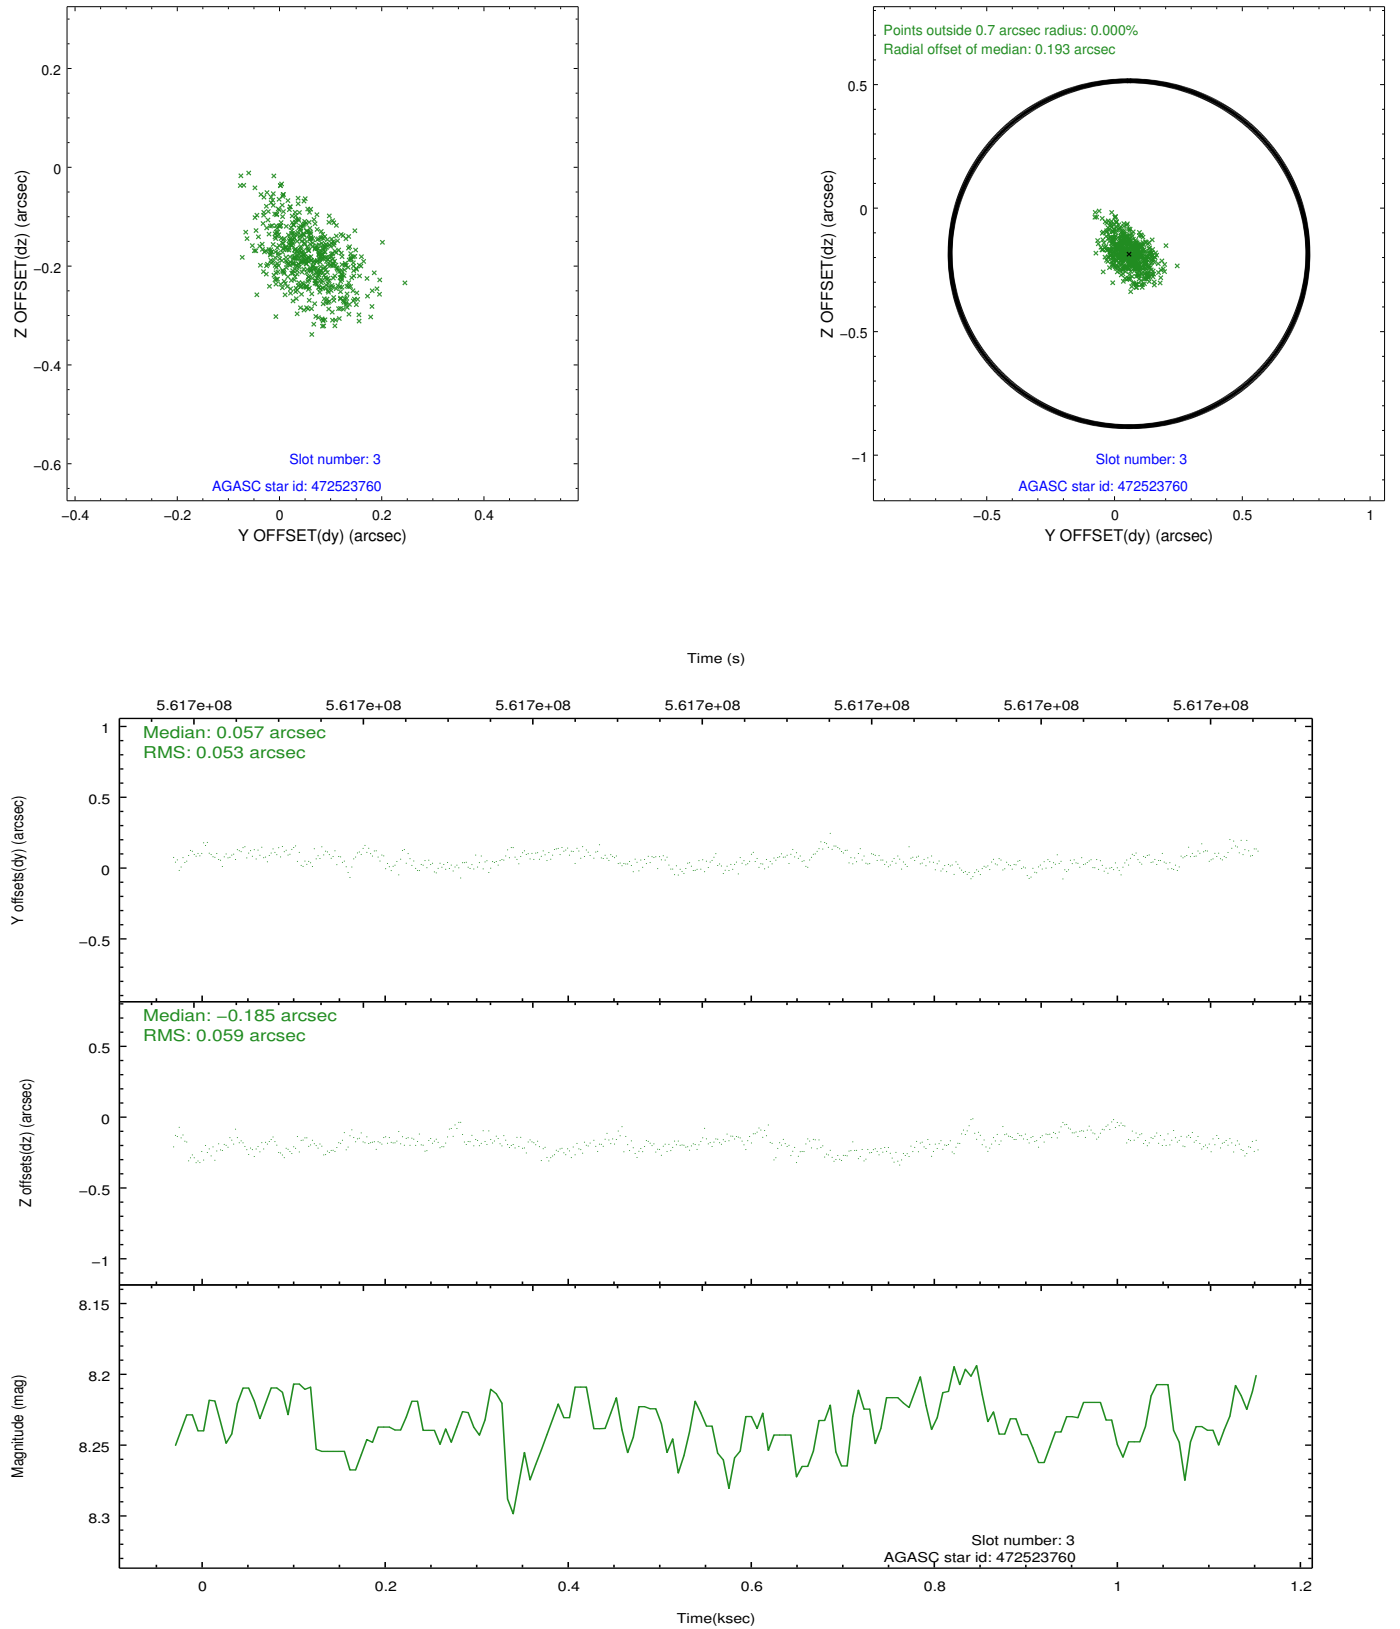 0.2
0
−0.2
−0.4
−0.6
Z OFFSET(dz) (arcsec)
Slot number: 3
AGASC star id: 472523760
−0.4
−0.2
0
0.2
0.4
Y OFFSET(dy) (arcsec)
Points outside 0.7 arcsec radius: 0.000%
Radial offset of median: 0.193 arcsec
0.5
0
−0.5
−1
Z OFFSET(dz) (arcsec)
Slot number: 3
AGASC star id: 472523760
−0.5
0
0.5
1
Y OFFSET(dy) (arcsec)
Time (s)
5.617e+08
5.617e+08
5.617e+08
5.617e+08
5.617e+08
5.617e+08
5.617e+08
Median: 0.057 arcsec
RMS: 0.053 arcsec
1
0.5
0
−0.5
Y offsets(dy) (arcsec)
Median: −0.185 arcsec
RMS: 0.059 arcsec
0.5
0
−0.5
−1
Z offsets(dz) (arcsec)
8.15
8.2
8.25
8.3
Magnitude (mag)
Slot number: 3
AGASC star id: 472523760
0
0.2
0.4
0.6
0.8
1
1.2
Time(ksec)